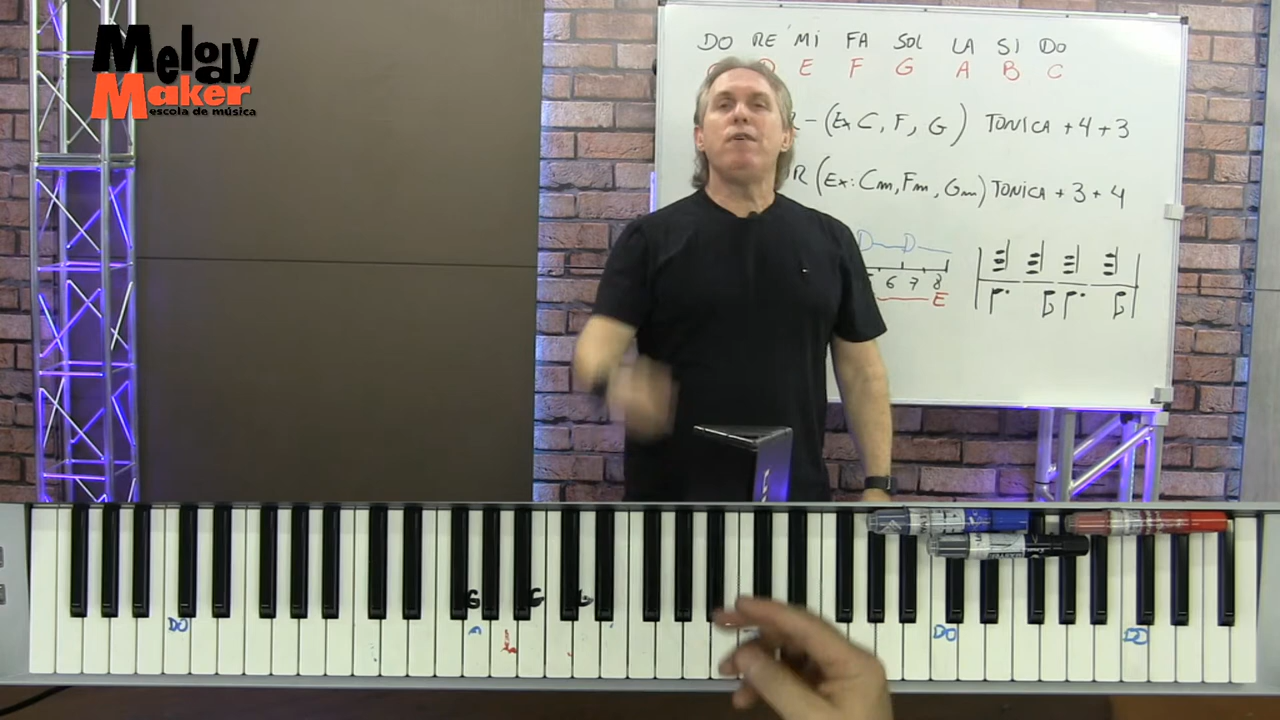 Melody
Maker
escola de música
DO RE MI FA SOL LA SI DO
E F G A B C
R - (Ex C, F, G) TONICA + 4 + 3
R (Ex: Cm, Fm, Gm) TONICA + 3 + 4
D D
6 7 8
E
G G
DO
DO
DO